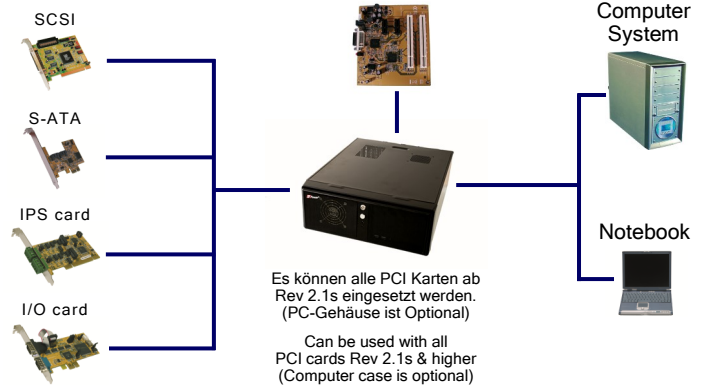 SCSI
S-ATA
IPS card
I/O card
Es können alle PCI Karten ab
Rev 2.1s eingesetzt werden.
(PC-Gehäuse ist Optional)
Can be used with all
PCI cards Rev 2.1s & higher
(Computer case is optional)
Computer
System
Notebook